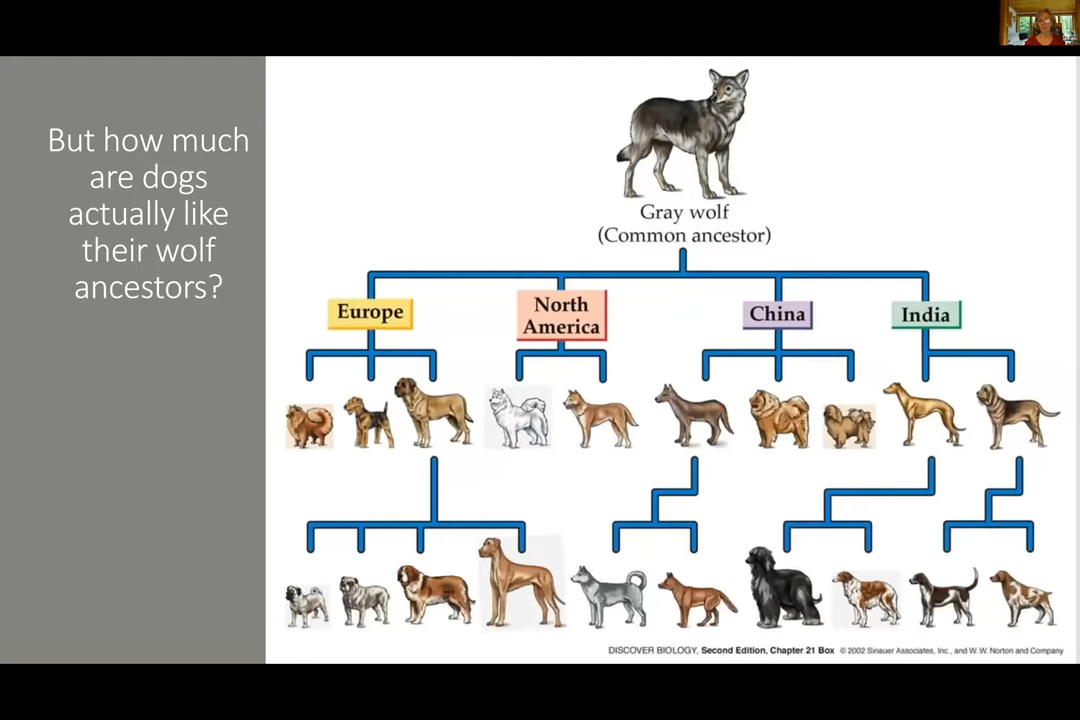 But how much
are dogs
actually like
their wolf
ancestors?
Gray wolf
(Common ancestor)
Europe
North
America
China
India
DISCOVER BIOLOGY, Second Edition, Chapter 21 Box © 2002 Sinauer Associates, Inc., and W. W. Norton and Company